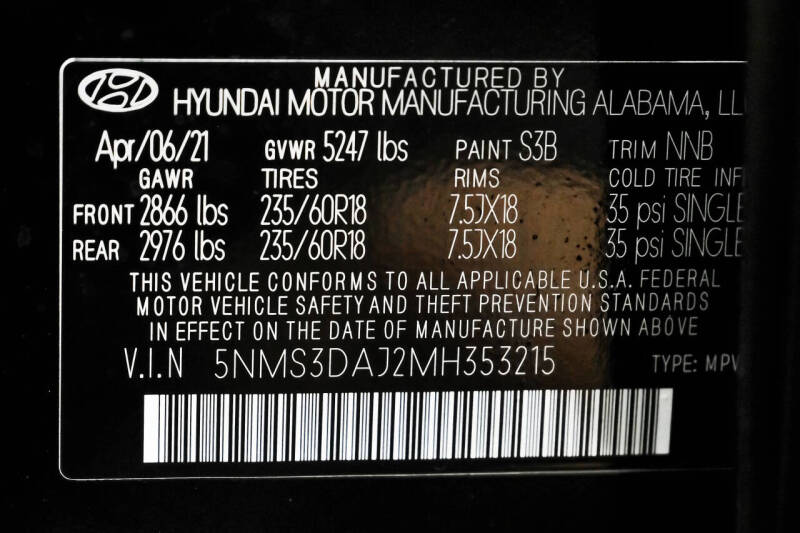 MANUFACTURED BY
HYUNDAI MOTOR MANUFACTURING ALABAMA, LLC
Apr/06/21 GVWR 5247 lbs PAINT S3B TRIM NNB
GAWR TIRES RIMS COLD TIRE INF
FRONT 2866 lbs 235/60R18 7.5JX18 35 psi SINGLE
REAR 2976 lbs 235/60R18 7.5JX18 35 psi SINGLE
THIS VEHICLE CONFORMS TO ALL APPLICABLE U.S.A. FEDERAL
MOTOR VEHICLE SAFETY AND THEFT PREVENTION STANDARDS
IN EFFECT ON THE DATE OF MANUFACTURE SHOWN ABOVE
V.I.N 5NMS3DAJ2MH353215 TYPE: MPV